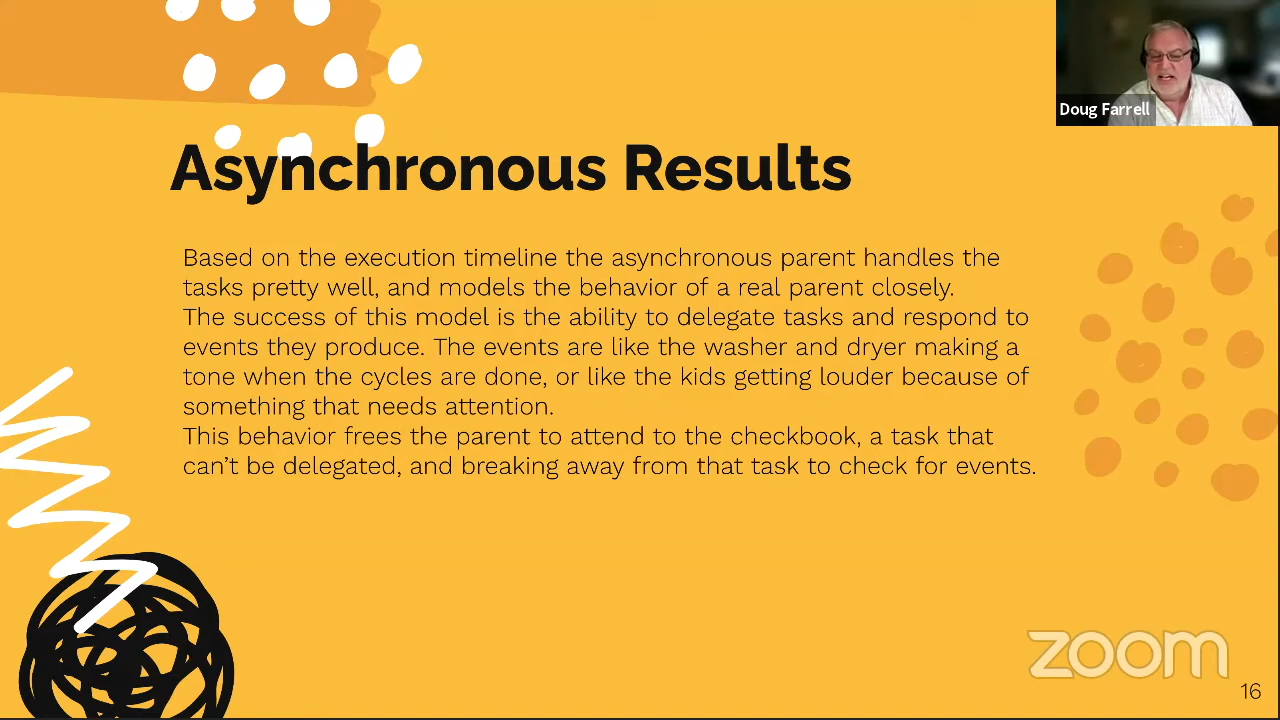 Doug Farrell
Asynchronous Results
Based on the execution timeline the asynchronous parent handles the
tasks pretty well, and models the behavior of a real parent closely.
The success of this model is the ability to delegate tasks and respond to
events they produce. The events are like the washer and dryer making a
tone when the cycles are done, or like the kids getting louder because of
something that needs attention.
This behavior frees the parent to attend to the checkbook, a task that
can’t be delegated, and breaking away from that task to check for events.
zoom
16